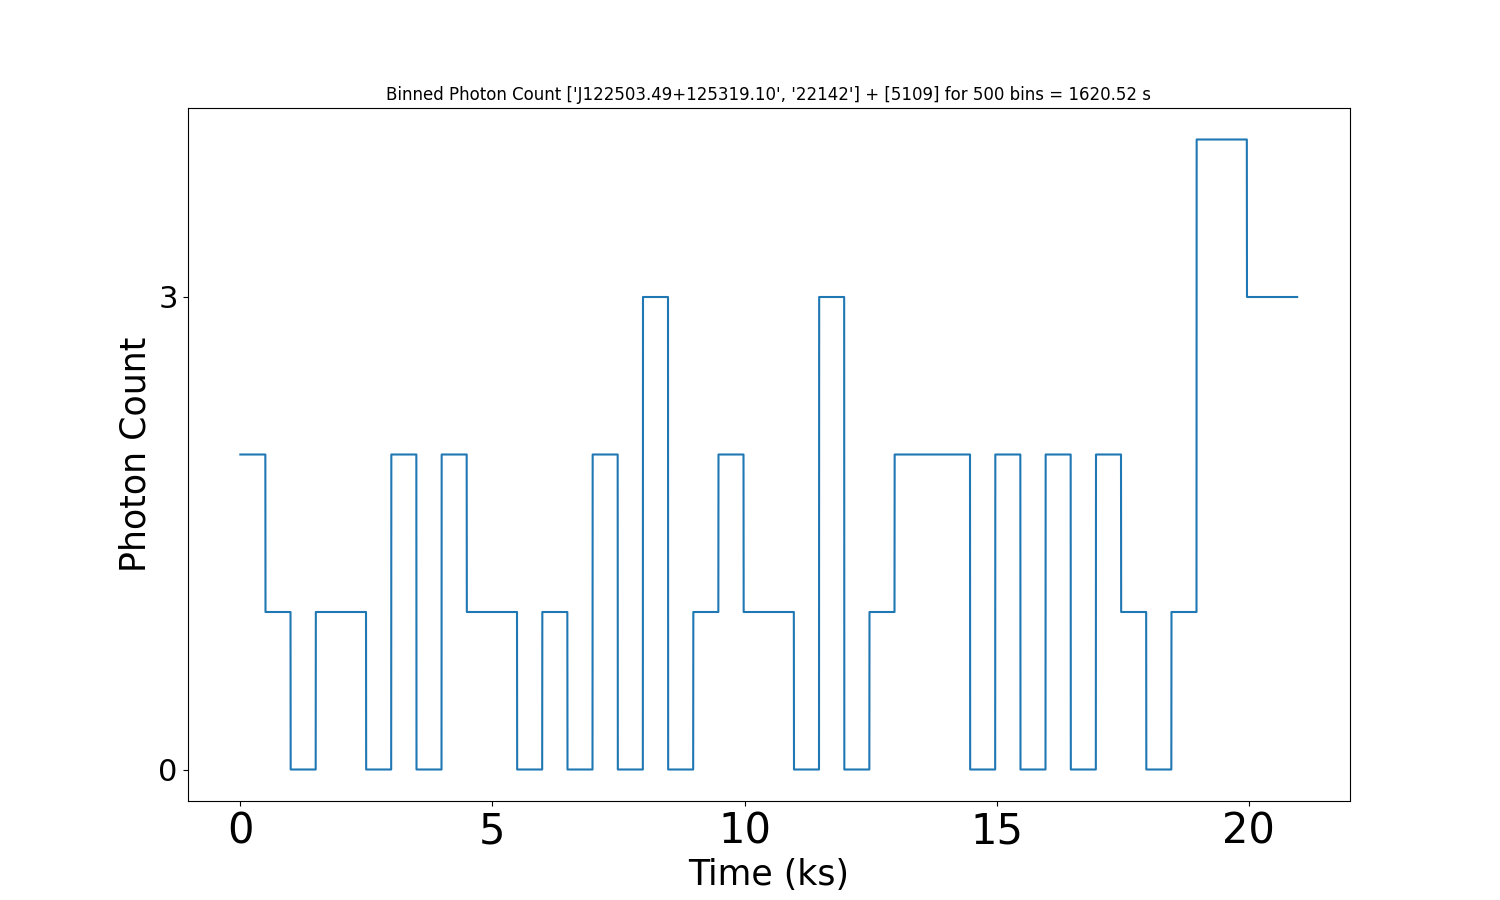 Binned Photon Count ['J122503.49+125319.10', '22142'] + [5109] for 500 bins = 1620.52 s
Photon Count
3
0
0 5 10 15 20
Time (ks)